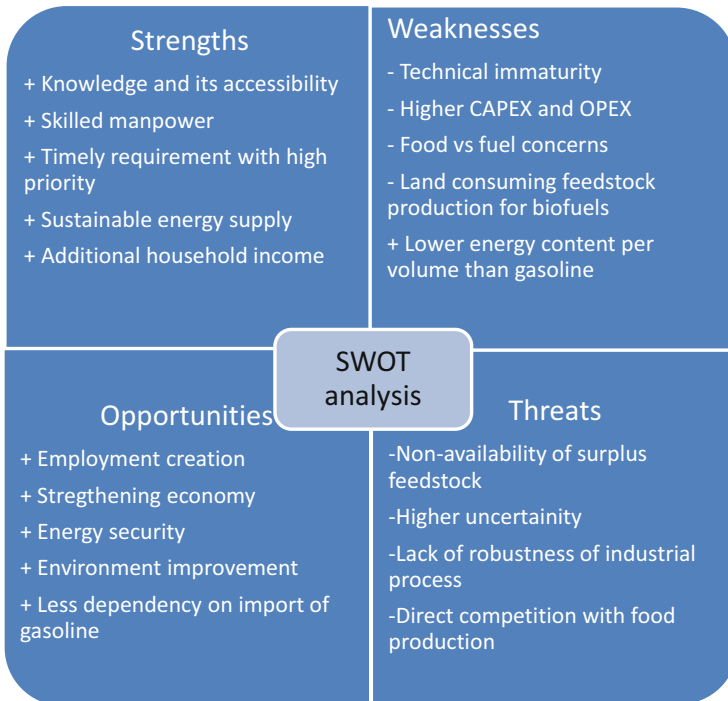 Strengths
+ Knowledge and its accessibility
+ Skilled manpower
+ Timely requirement with high
priority
+ Sustainable energy supply
+ Additional household income
Weaknesses
- Technical immaturity
- Higher CAPEX and OPEX
- Food vs fuel concerns
- Land consuming feedstock
production for biofuels
+ Lower energy content per
volume than gasoline
SWOT
analysis
Opportunities
+ Employment creation
+ Stregthening economy
+ Energy security
+ Environment improvement
+ Less dependency on import of
gasoline
Threats
-Non-availability of surplus
feedstock
-Higher uncertainity
-Lack of robustness of industrial
process
-Direct competition with food
production